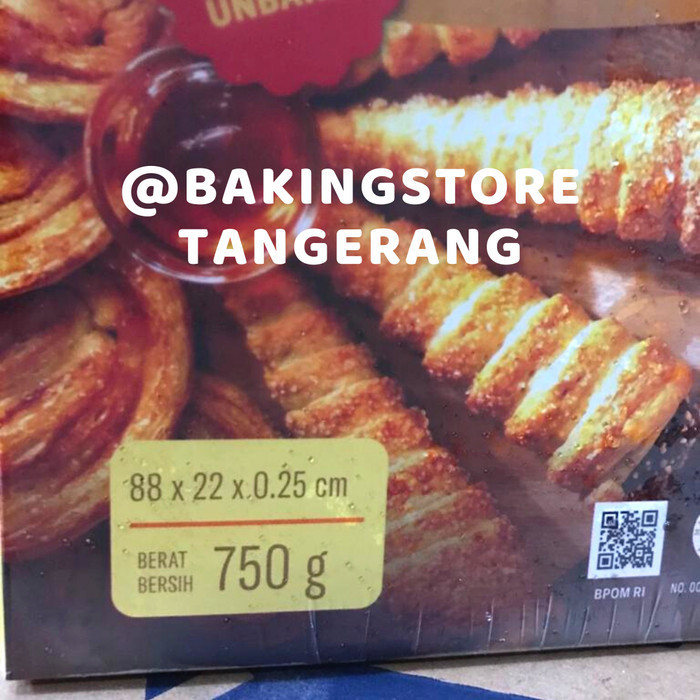 @BAKINGSTORE
TANGERANG
88 x 22 x 0.25 cm
BERAT
BERSIH
750 g
BPOM RI